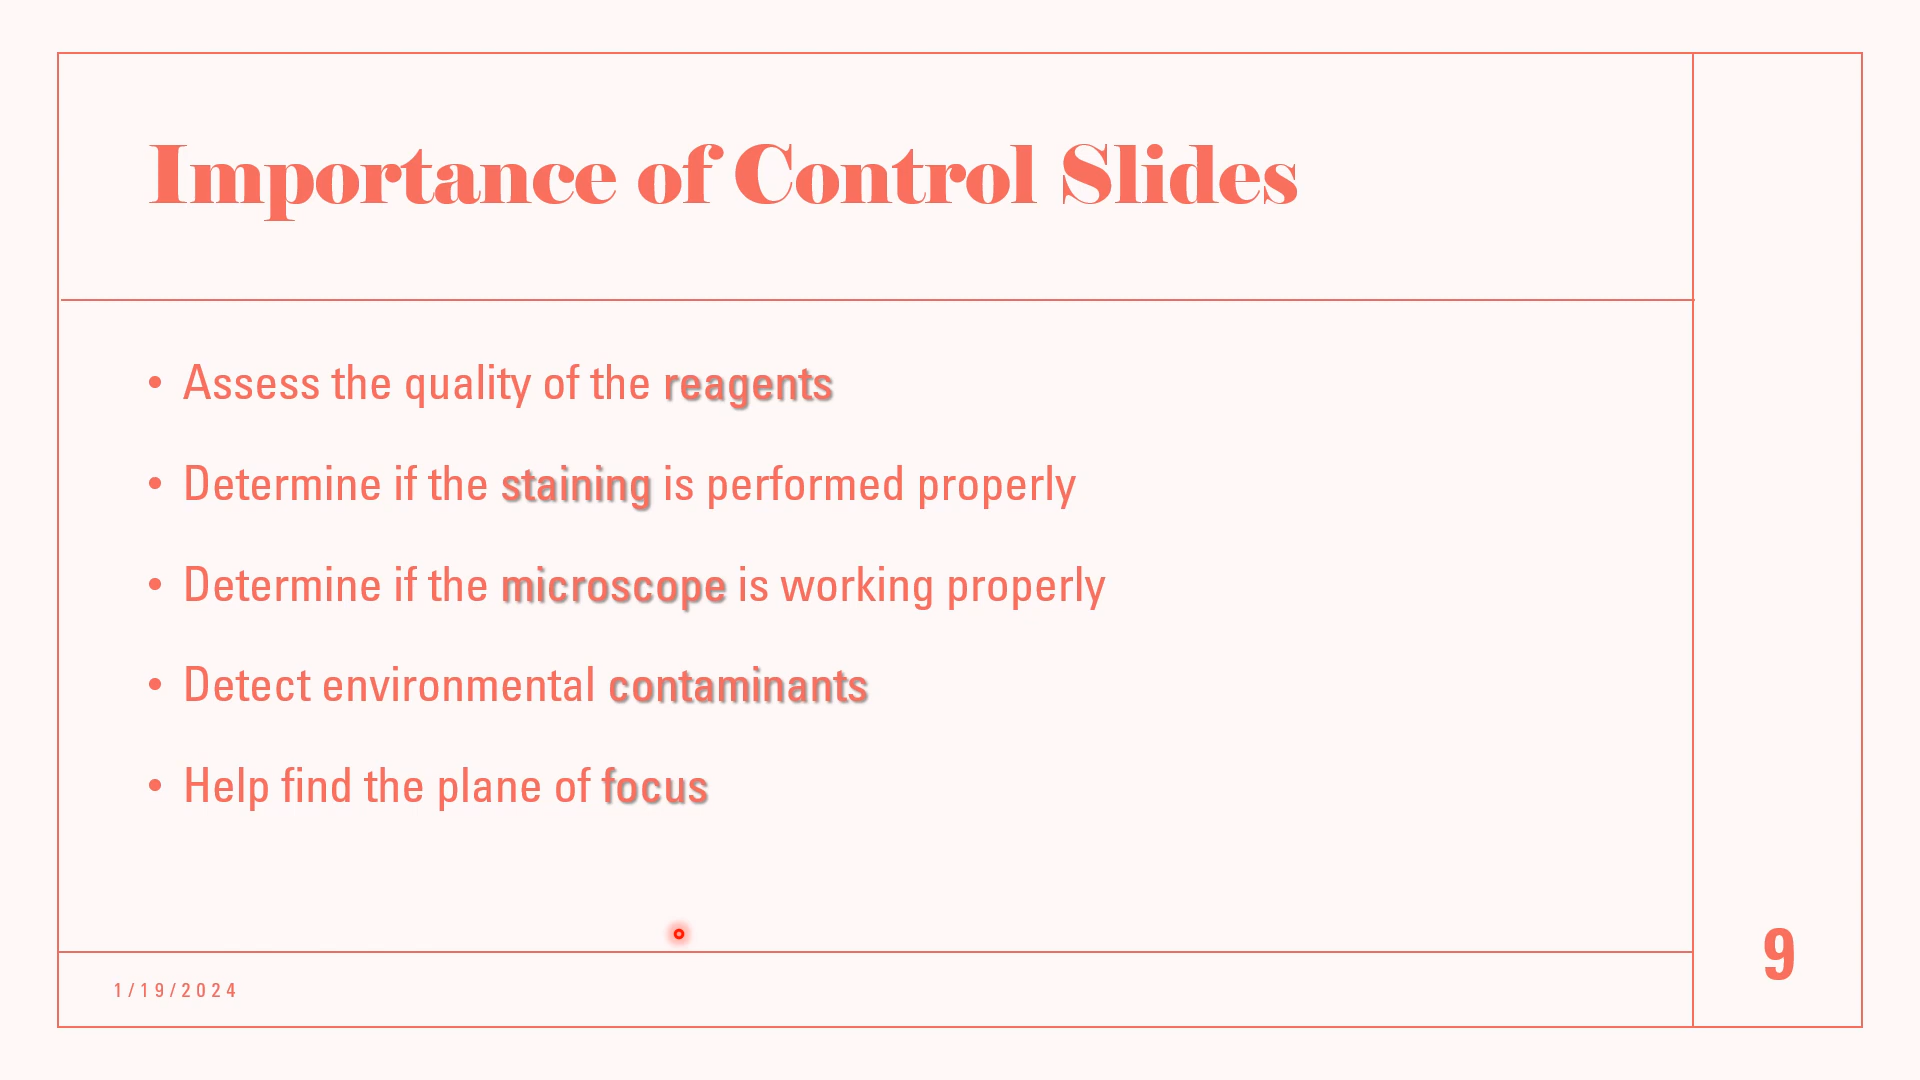 Importance of Control Slides
• Assess the quality of the reagents
• Determine if the staining is performed properly
• Determine if the microscope is working properly
• Detect environmental contaminants
• Help find the plane of focus
1/19/2024
9